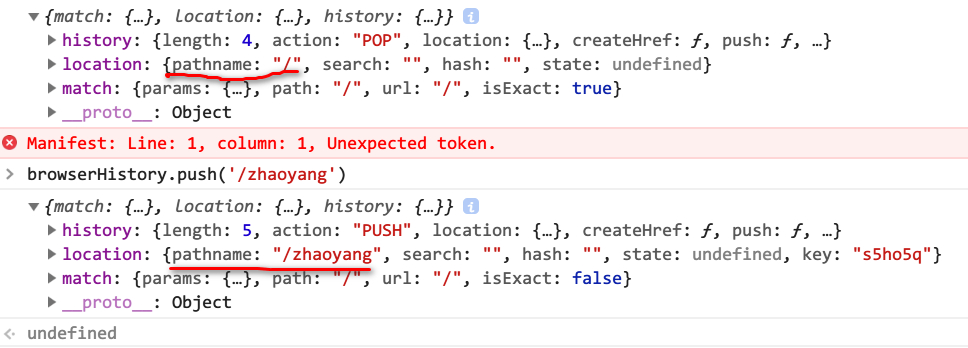 ▼{match: {…}, location: {…}, history: {…}} i
▶history: {length: 4, action: "POP", location: {…}, createHref: ƒ, push: ƒ, …}
▶location: {pathname: "/", search: "", hash: "", state: undefined}
▶match: {params: {…}, path: "/", url: "/", isExact: true}
▶__proto__: Object
Manifest: Line: 1, column: 1, Unexpected token.
> browserHistory.push('/zhaoyang')
▼{match: {…}, location: {…}, history: {…}} i
▶history: {length: 5, action: "PUSH", location: {…}, createHref: ƒ, push: ƒ, …}
▶location: {pathname: "/zhaoyang", search: "", hash: "", state: undefined, key: "s5ho5q"}
▶match: {params: {…}, path: "/", url: "/", isExact: false}
▶__proto__: Object
undefined